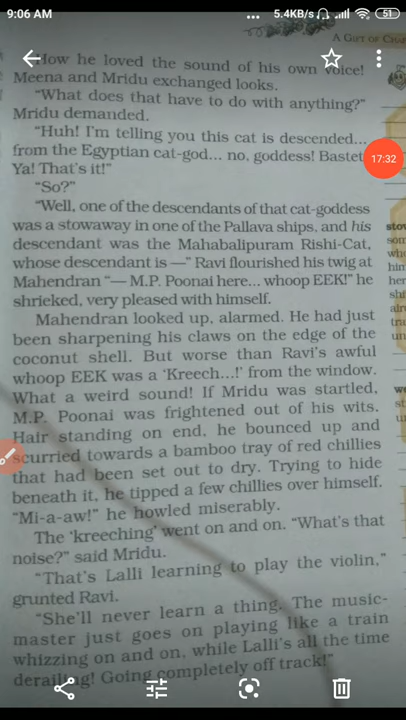 9:06 AM
5.4KB/s
51
A GIFT OF
How he loved the sound of his own voice!
Meena and Mridu exchanged looks.
"What does that have to do with anything?"
Mridu demanded.
"Huh! I'm telling you this cat is descended...
from the Egyptian cat-god... no, goddess! Bastet
Ya! That's it!"
17:32
"So?"
"Well, one of the descendants of that cat-goddess
was a stowaway in one of the Pallava ships, and his
descendant was the Mahabalipuram Rishi-Cat,
whose descendant is —" Ravi flourished his twig at
Mahendran "— M.P. Poonai here... whoop EEK!" he
shrieked, very pleased with himself.
Mahendran looked up, alarmed. He had just
been sharpening his claws on the edge of the
coconut shell. But worse than Ravi's awful
whoop EEK was a 'Kreech...!' from the window.
What a weird sound! If Mridu was startled,
M.P. Poonai was frightened out of his wits.
Hair standing on end, he bounced up and
scurried towards a bamboo tray of red chillies
that had been set out to dry. Trying to hide
beneath it, he tipped a few chillies over himself.
"Mi-a-aw!" he howled miserably.
The 'kreeching' went on and on. "What's that
noise?" said Mridu.
"That's Lalli learning to play the violin,"
grunted Ravi.
"She'll never learn a thing. The music-
master just goes on playing like a train
whizzing on and on, while Lalli's all the time
derailing! Going completely off track!"